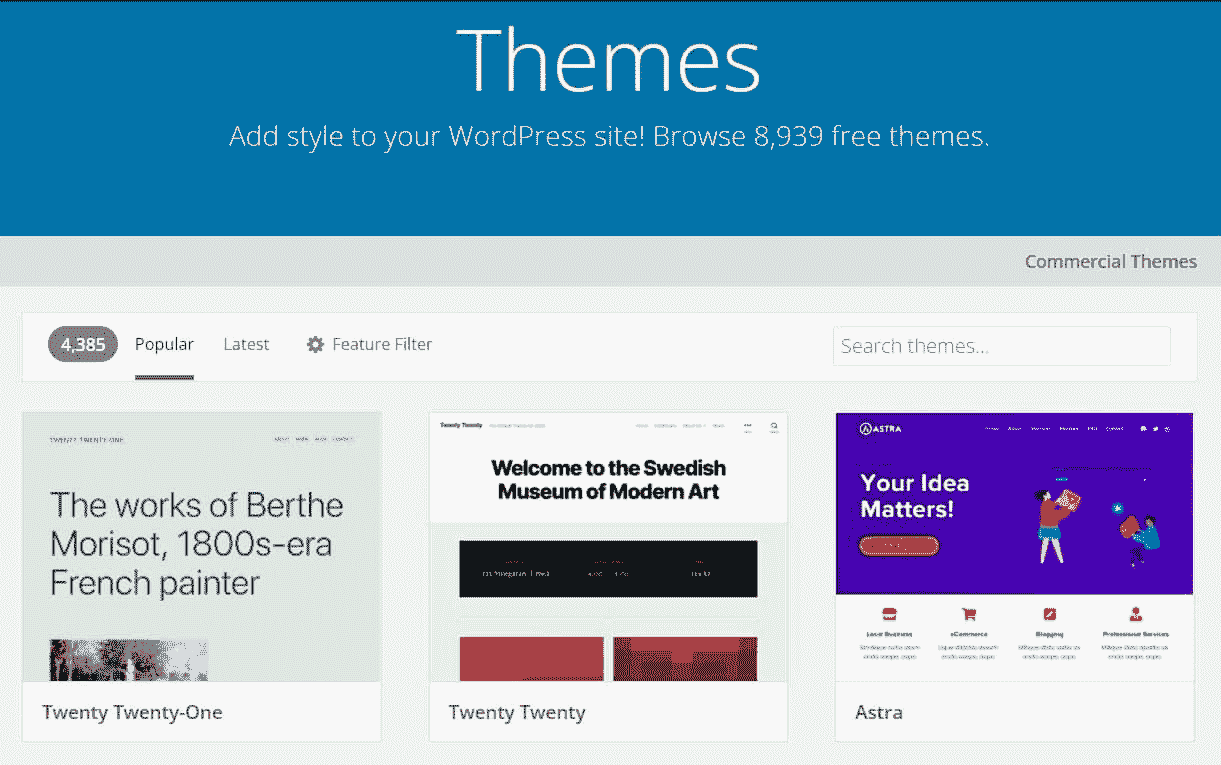 Themes
Add style to your WordPress site! Browse 8,939 free themes.
Commercial Themes
4,385 Popular Latest Feature Filter Search themes...
TWENTY TWENTY-ONE
The works of Berthe
Morisot, 1800s-era
French painter
Twenty Twenty-One
Twenty Twenty
Welcome to the Swedish
Museum of Modern Art
Twenty Twenty
ASTRA
Your Idea
Matters!
Local Business eCommerce Blogging Professional Services
Astra